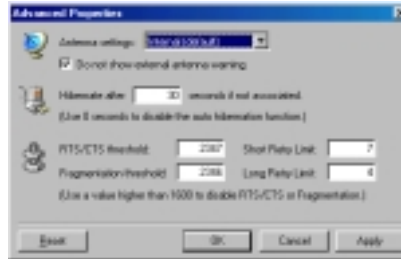 Advanced Properties
Antenna settings: Internal (default)
Do not show external antenna warning
Hibernate after 30 seconds if not associated.
(Use 0 seconds to disable the auto hibernation function.)
RTS/CTS threshold: Short Retry Limit: 7
Fragmentation threshold: Long Retry Limit: 4
(Use a value higher than 1600 to disable RTS/CTS or Fragmentation.)
Reset OK Cancel Apply